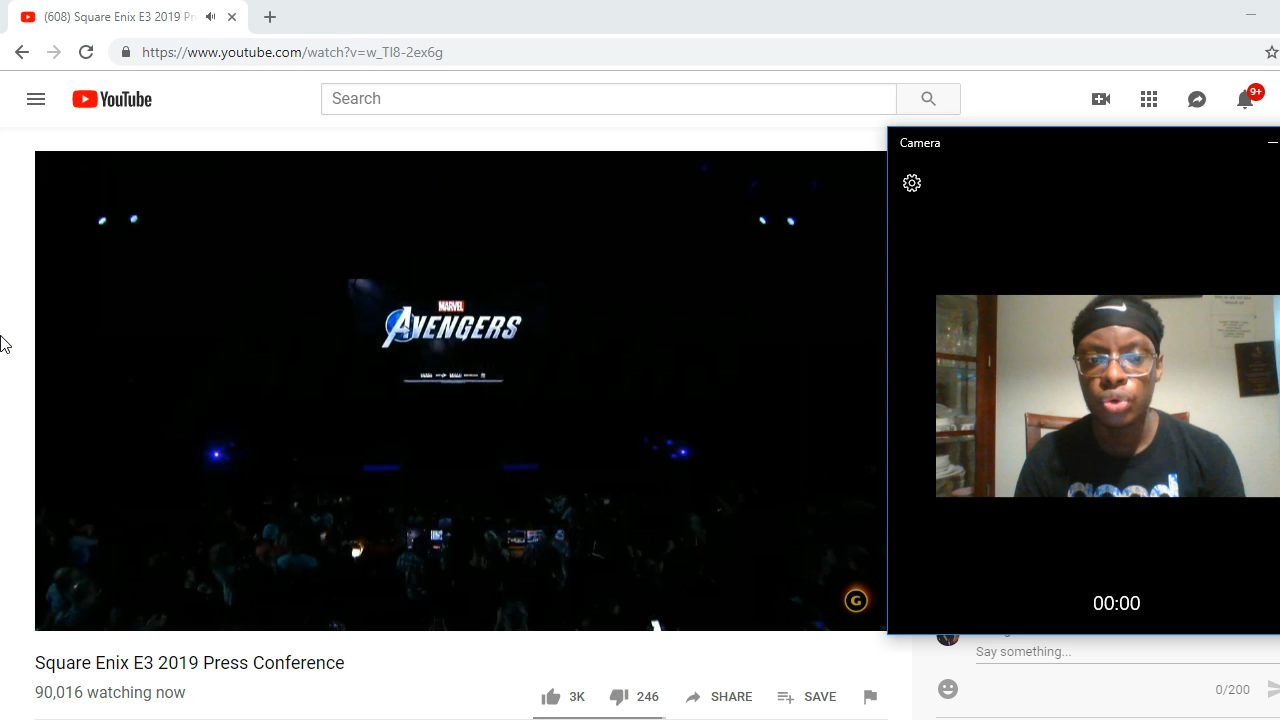 (608) Square Enix E3 2019 Pr
https://www.youtube.com/watch?v=w_Tl8-2ex6g
YouTube
Search
9+
Camera
MARVEL
AVENGERS
G
00:00
Square Enix E3 2019 Press Conference
90,016 watching now
3K
246
SHARE
SAVE
Say something...
0/200